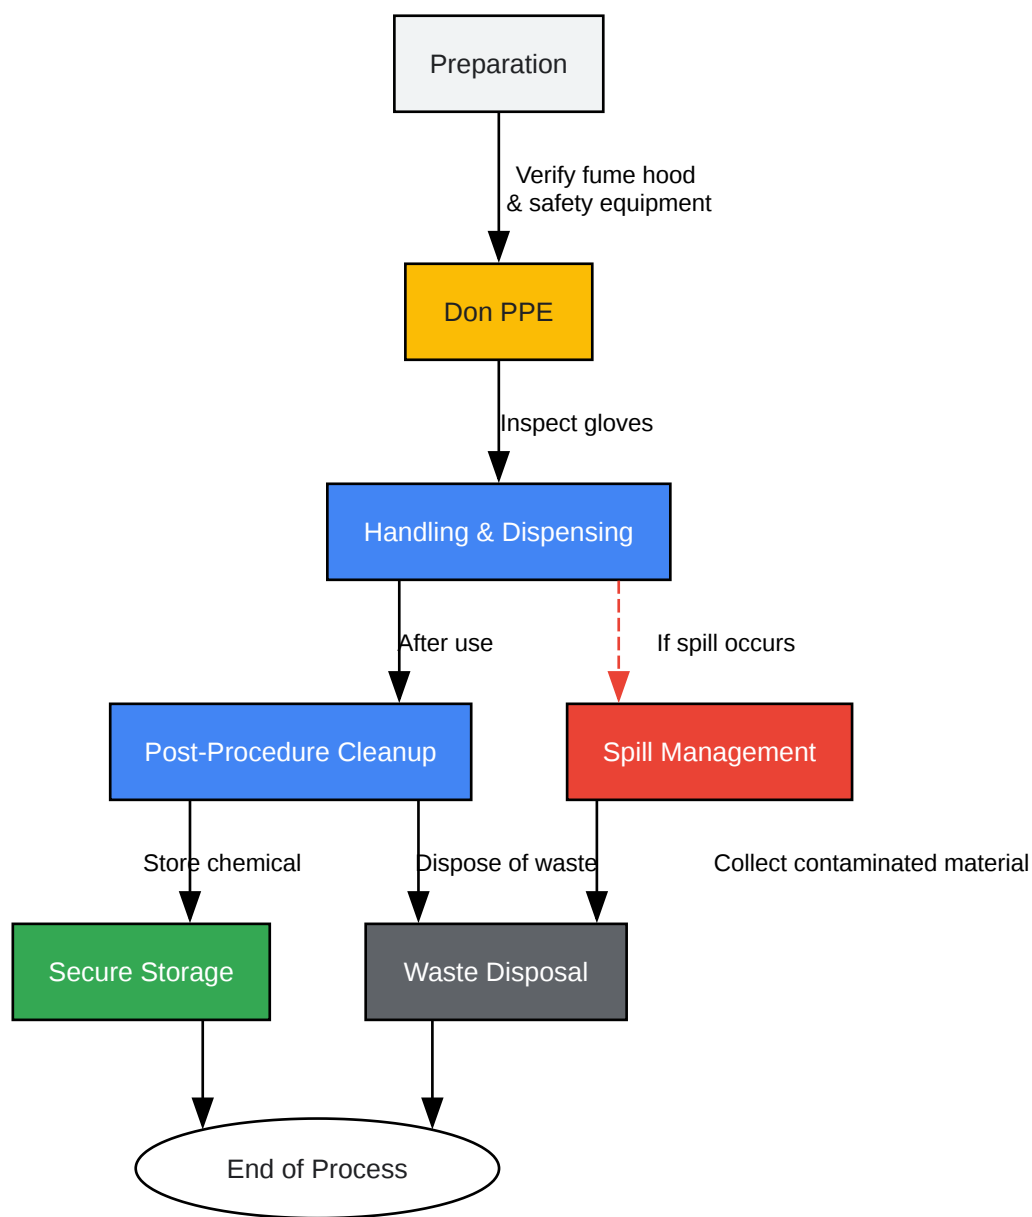 Preparation
Verify fume hood
& safety equipment
Don PPE
Inspect gloves
Handling & Dispensing
After use
If spill occurs
Post-Procedure Cleanup
Spill Management
Store chemical
Dispose of waste
Collect contaminated material
Secure Storage
Waste Disposal
End of Process